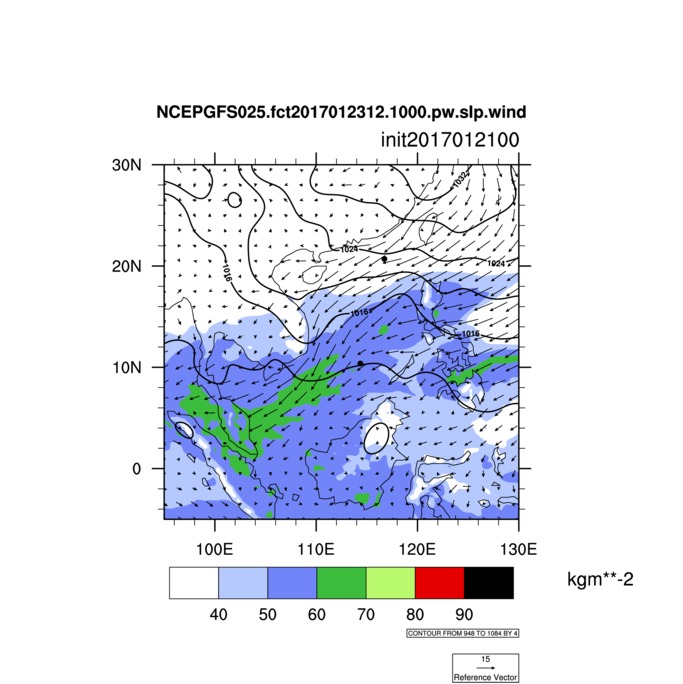 NCEPGFS025.fct2017012312.1000.pw.slp.wind
init2017012100
30N
1032
1024
20N
1024
1016
1016
1016
10N
0
100E 110E 120E 130E
kgm**-2
40 50 60 70 80 90
CONTOUR FROM 948 TO 1084 BY 4
15
Reference Vector